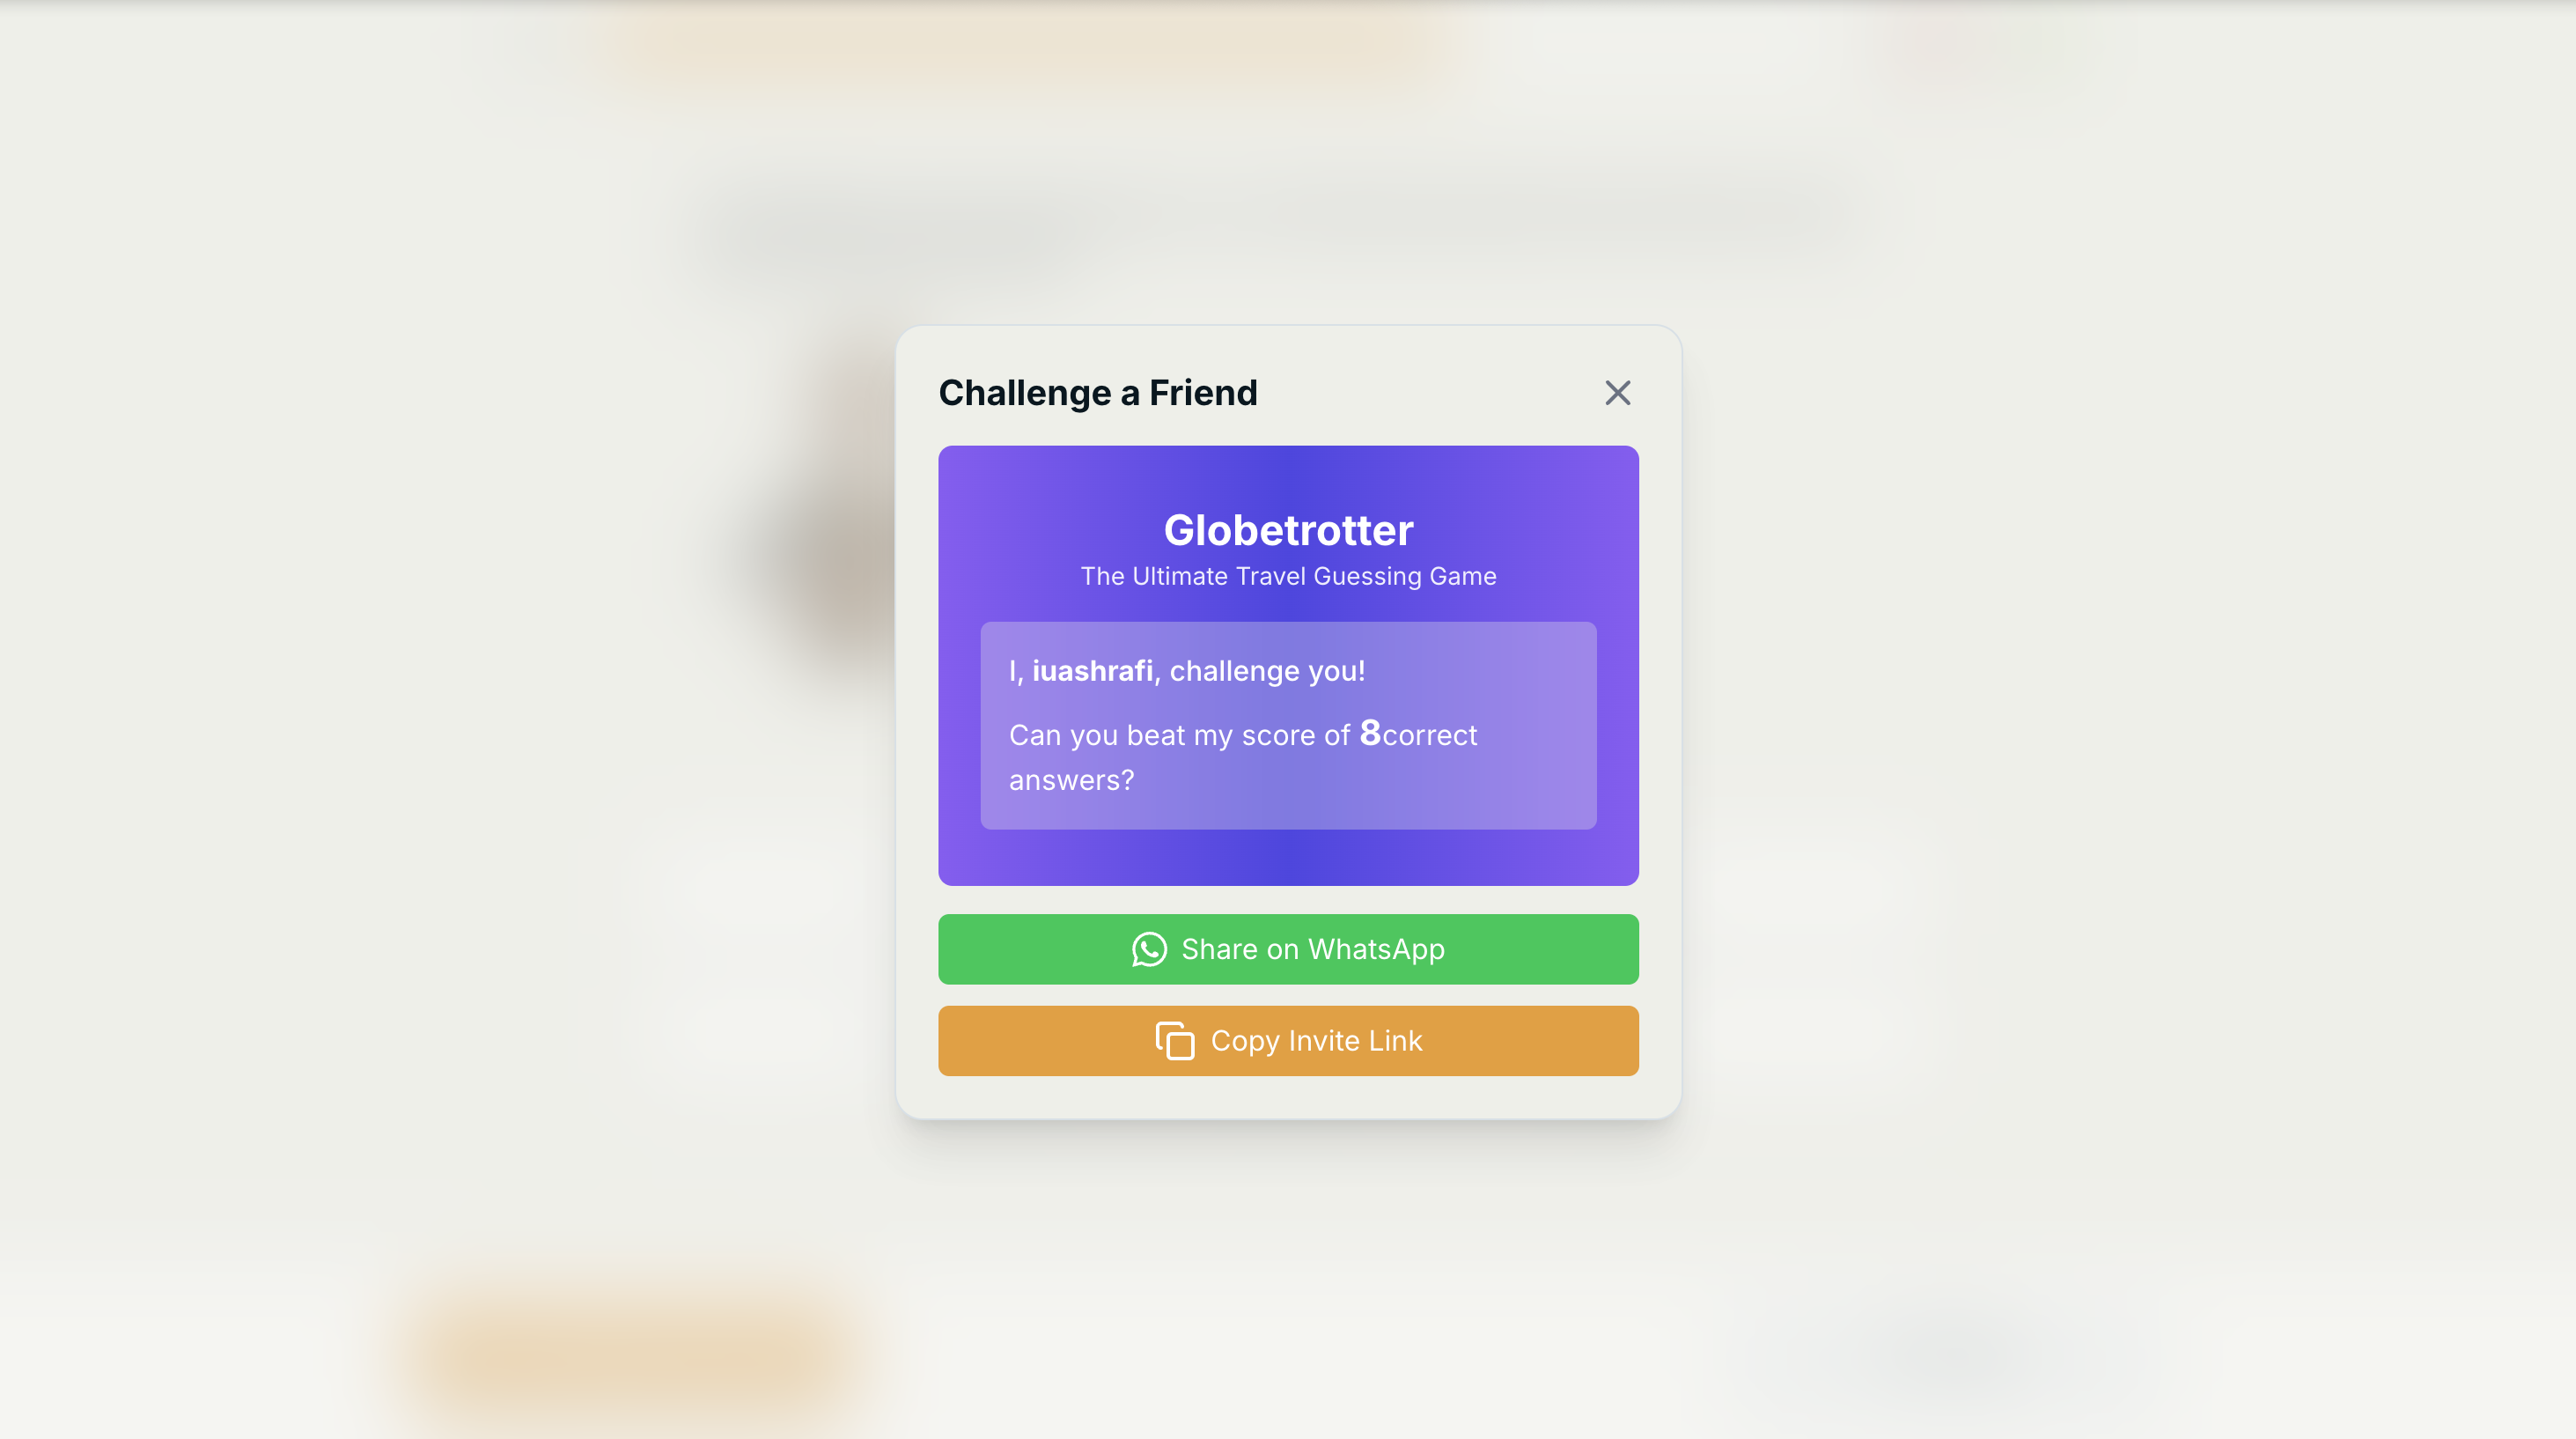 Challenge a Friend
Globetrotter
The Ultimate Travel Guessing Game
I, iuashrafi, challenge you!
Can you beat my score of 8correct
answers?
Share on WhatsApp
Copy Invite Link